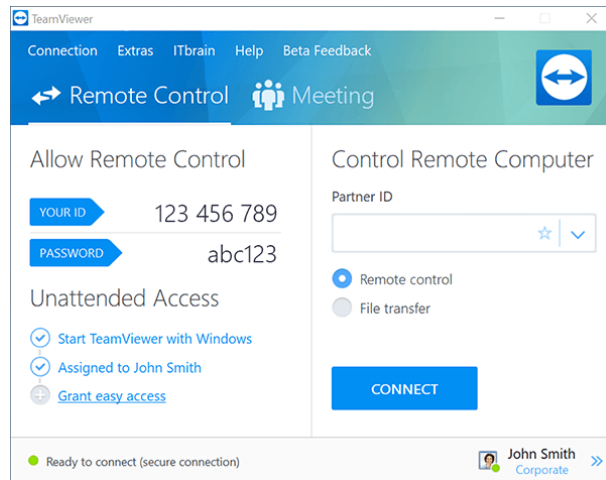 TeamViewer
Connection Extras ITbrain Help Beta Feedback
Remote Control Meeting
Allow Remote Control
YOUR ID 123 456 789
PASSWORD abc123
Unattended Access
Start TeamViewer with Windows
Assigned to John Smith
Grant easy access
Control Remote Computer
Partner ID
Remote control
File transfer
CONNECT
Ready to connect (secure connection)
John Smith
Corporate